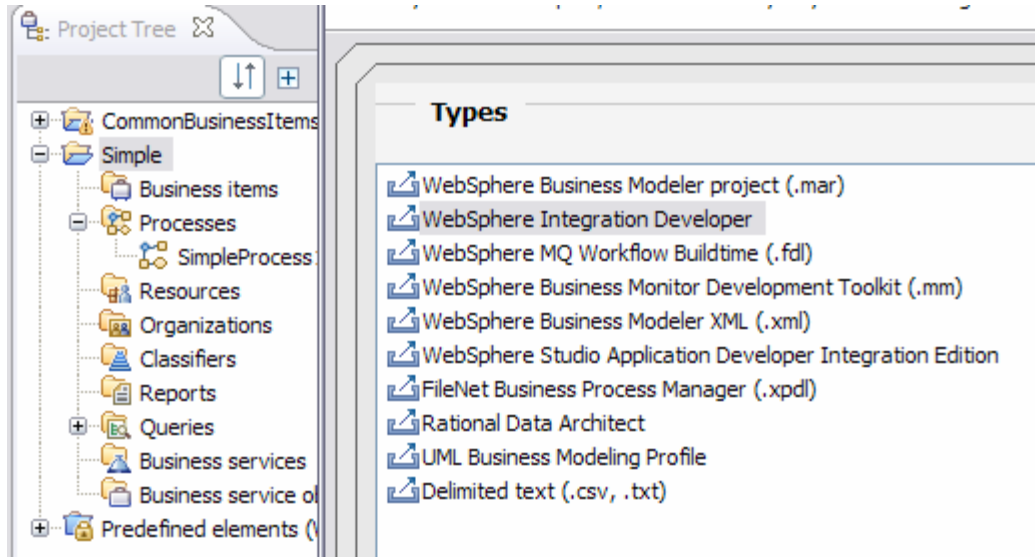 Project Tree
CommonBusinessItems
Simple
Business items
Processes
SimpleProcess
Resources
Organizations
Classifiers
Reports
Queries
Business services
Business service
Predefined elements
Types
WebSphere Business Modeler project (.mar)
WebSphere Integration Developer
WebSphere MQ Workflow Buildtime (.fdl)
WebSphere Business Monitor Development Toolkit (.mm)
WebSphere Business Modeler XML (.xml)
WebSphere Studio Application Developer Integration Edition
FileNet Business Process Manager (.xpdl)
Rational Data Architect
UML Business Modeling Profile
Delimited text (.csv, .txt)